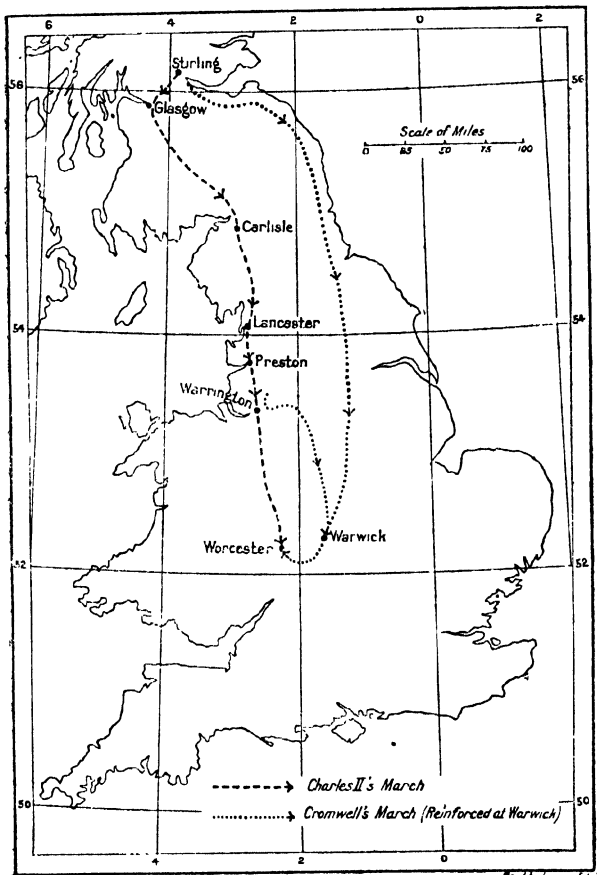 6 4 2 0 2
Stirling
56 56
Glasgow
Scale of Miles
0 25 50 75 100
Carlisle
54 54
Lancaster
Preston
Warrington
Worcester Warwick
52 52
Charles II's March
50 50
Cromwell's March (Reinforced at Warwick)
4 2 0